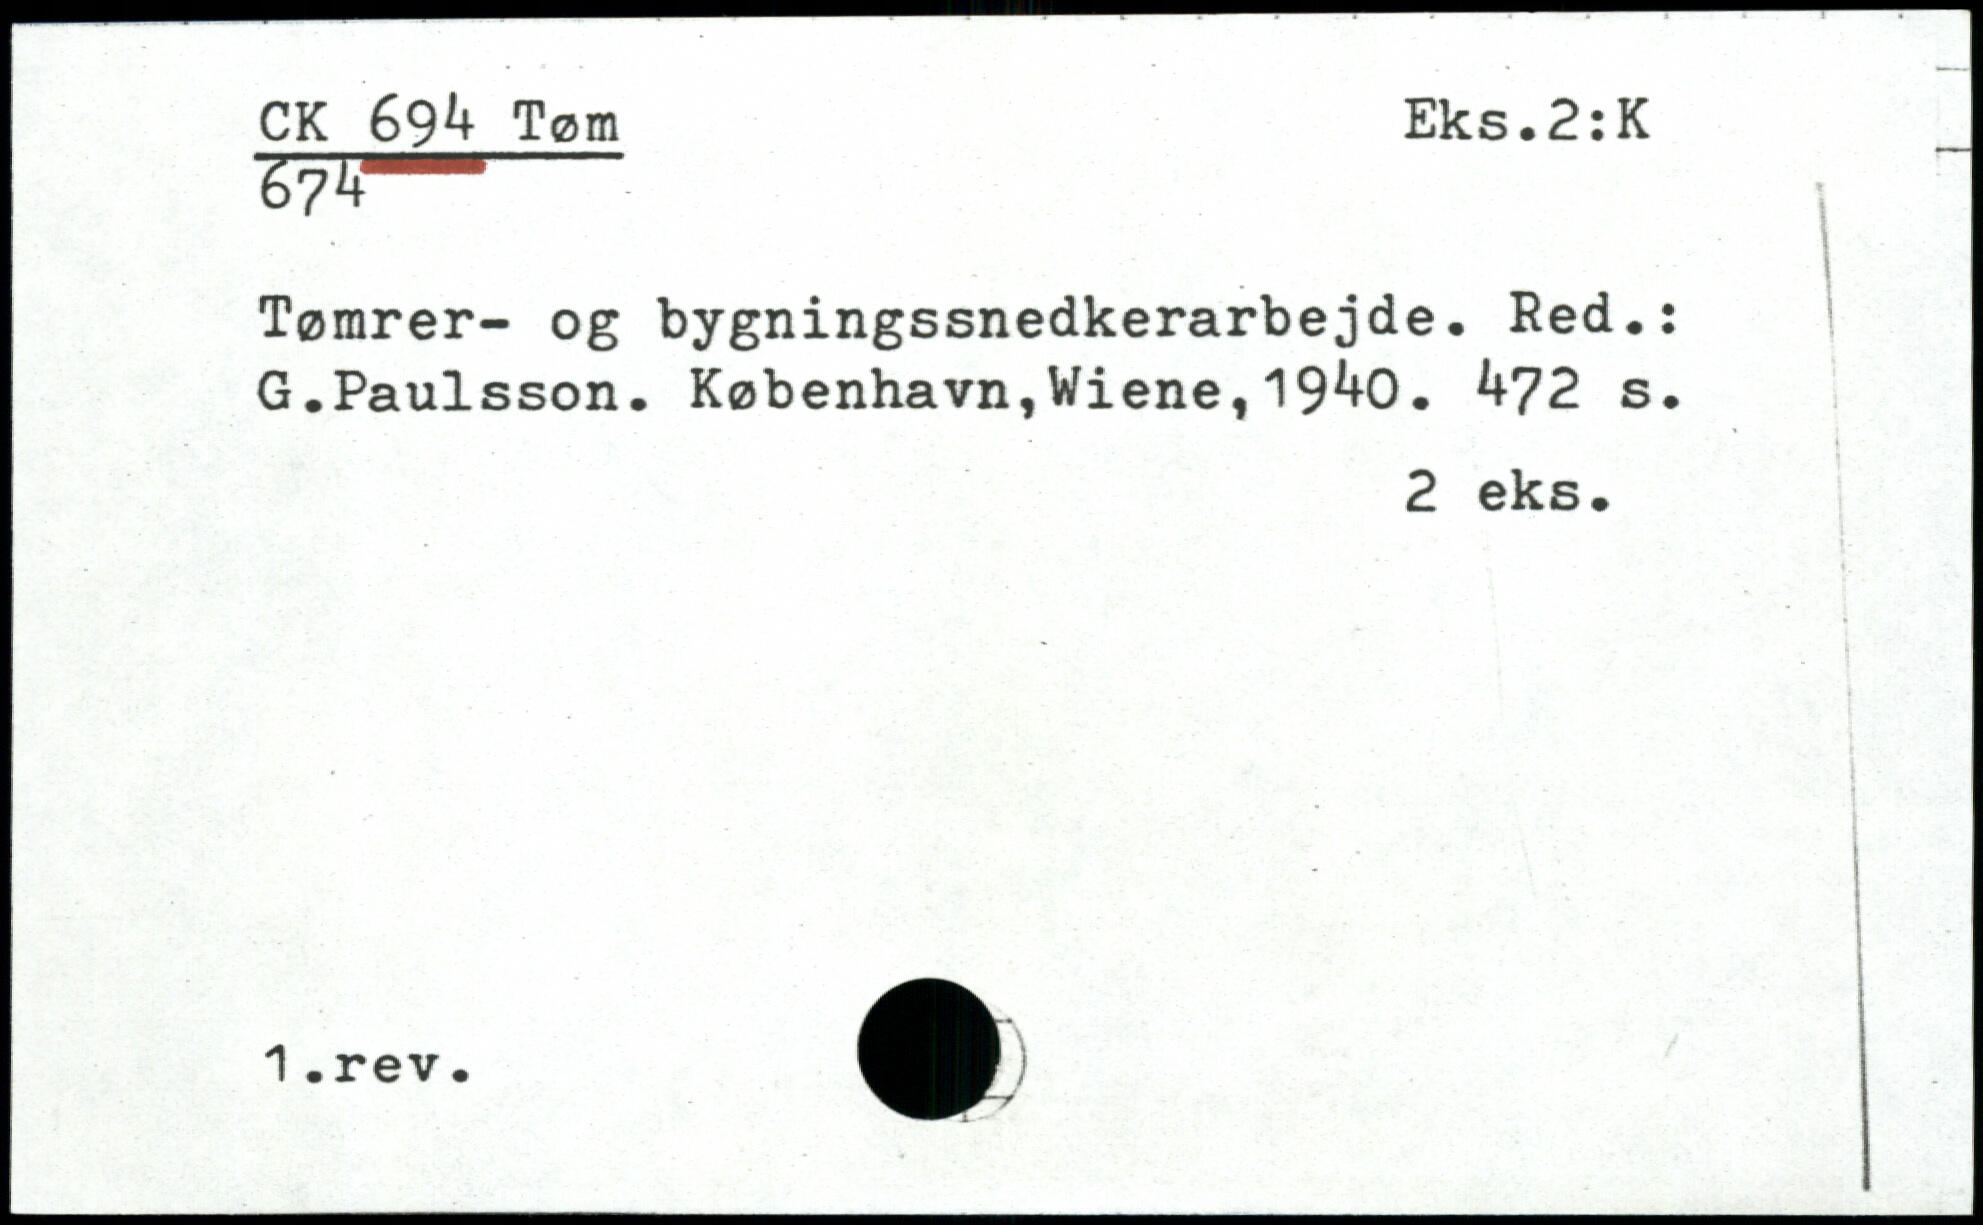 CK 694 Tøm
Eks.2:K
674
Tømrer- og bygningssnedkerarbejde. Red.:
G.Paulsson. København,Wiene,1940. 472 s.
2 eks.
1.rev.